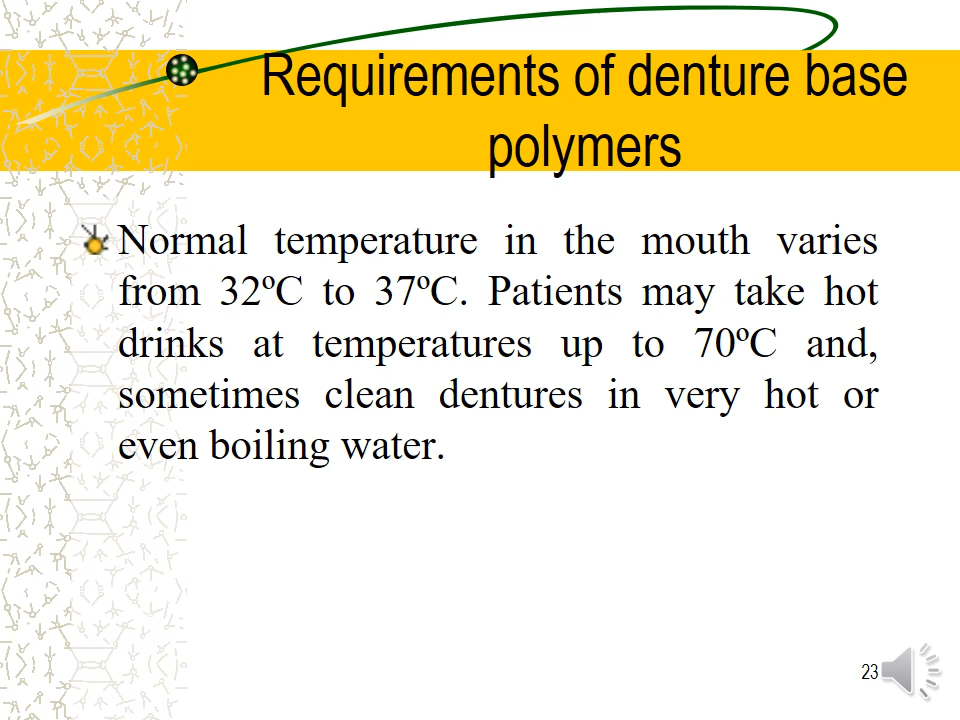 Requirements of denture base
polymers
Normal temperature in the mouth varies
from 32ºC to 37ºC. Patients may take hot
drinks at temperatures up to 70ºC and,
sometimes clean dentures in very hot or
even boiling water.
23